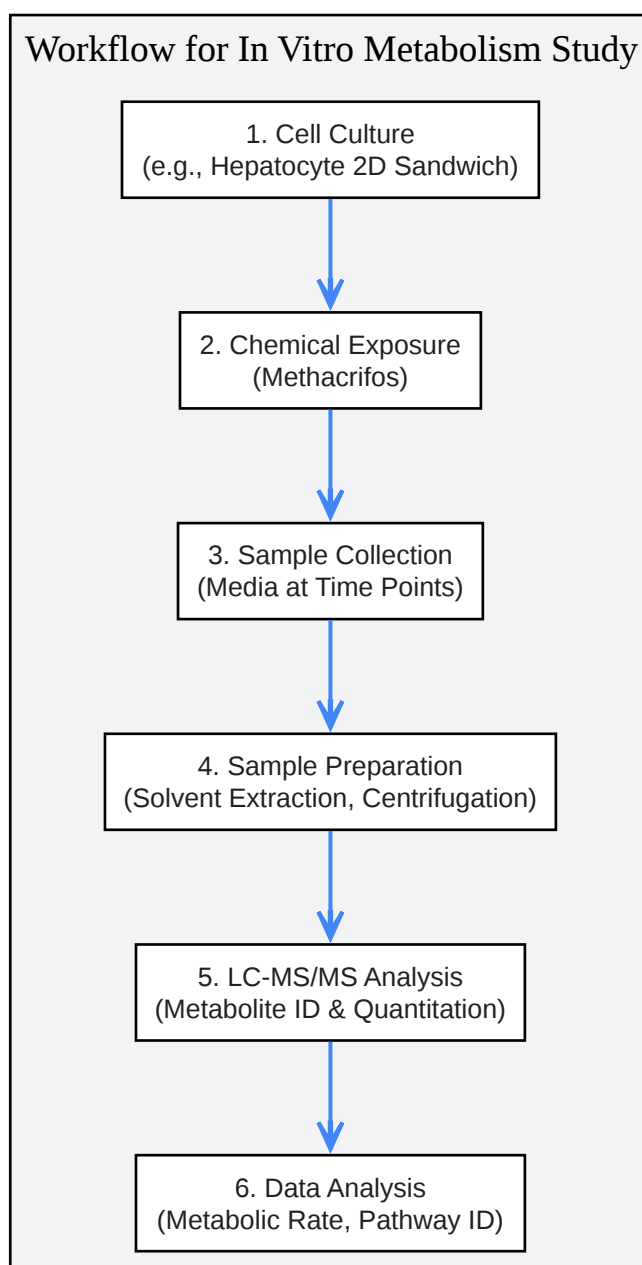 Workflow for In Vitro Metabolism Study
1. Cell Culture
(e.g., Hepatocyte 2D Sandwich)
2. Chemical Exposure
(Methacrifos)
3. Sample Collection
(Media at Time Points)
4. Sample Preparation
(Solvent Extraction, Centrifugation)
5. LC-MS/MS Analysis
(Metabolite ID & Quantitation)
6. Data Analysis
(Metabolic Rate, Pathway ID)